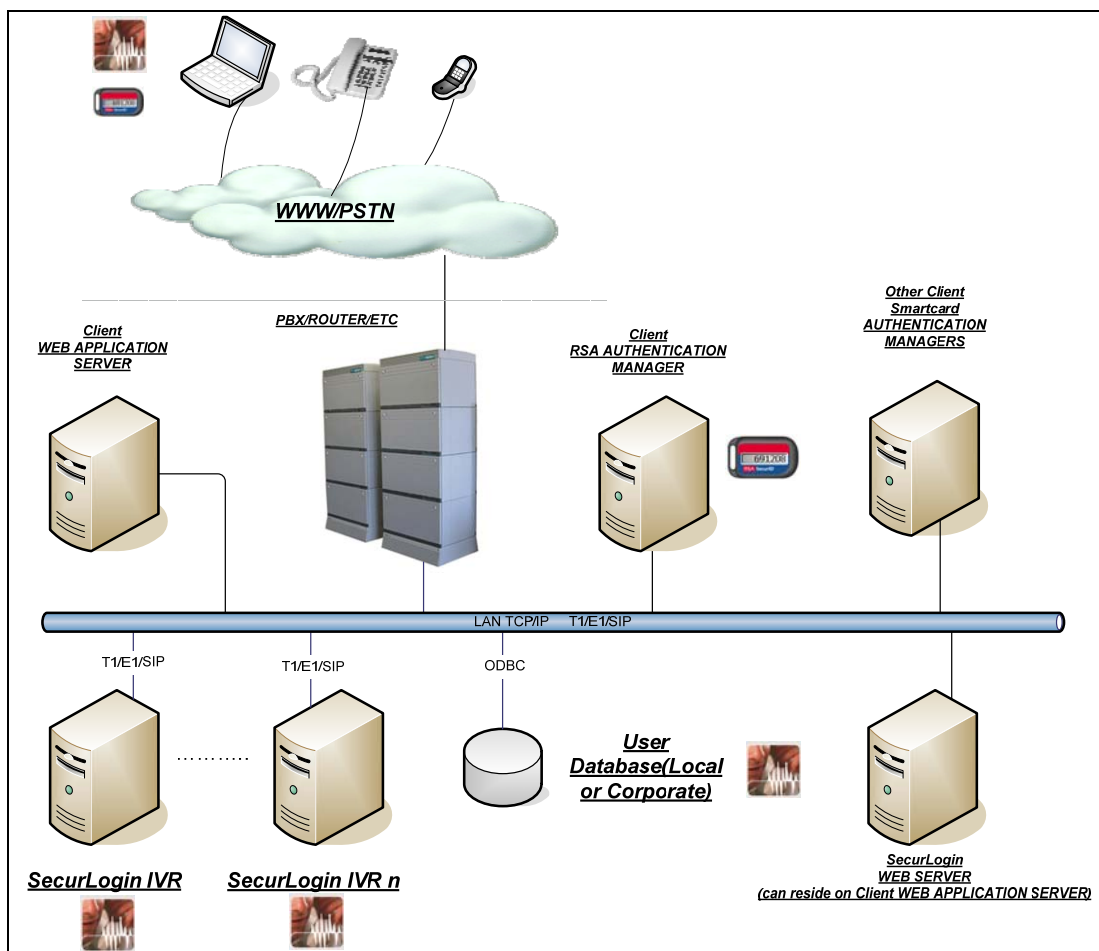 WWW/PSTN
PBX/ROUTER/ETC
Client
WEB APPLICATION
SERVER
Client
RSA AUTHENTICATION
MANAGER
Other Client
Smartcard
AUTHENTICATION
MANAGERS
691208
RSA SecurID
LAN TCP/IP T1/E1/SIP
T1/E1/SIP
T1/E1/SIP
ODBC
...........
User
Database(Local
or Corporate)
SecurLogin IVR
SecurLogin IVR n
SecurLogin
WEB SERVER
(can reside on Client WEB APPLICATION SERVER)